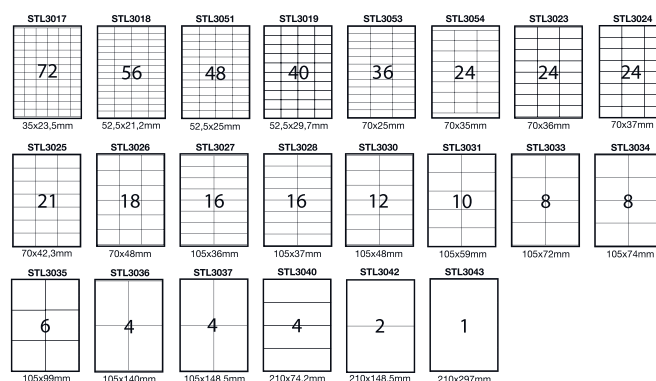 STL3017 STL3018 STL3051 STL3019 STL3053 STL3054 STL3023 STL3024
72 56 48 40 36 24 24 24
35x23,5mm 52,5x21,2mm 52,5x25mm 52,5x29,7mm 70x25mm 70x35mm 70x36mm 70x37mm
STL3025 STL3026 STL3027 STL3028 STL3030 STL3031 STL3033 STL3034
21 18 16 16 12 10 8 8
70x42,3mm 70x48mm 105x36mm 105x37mm 105x48mm 105x59mm 105x72mm 105x74mm
STL3035 STL3036 STL3037 STL3040 STL3042 STL3043
6 4 4 4 2 1
105x99mm 105x140mm 105x148,5mm 210x74,2mm 210x148,5mm 210x297mm